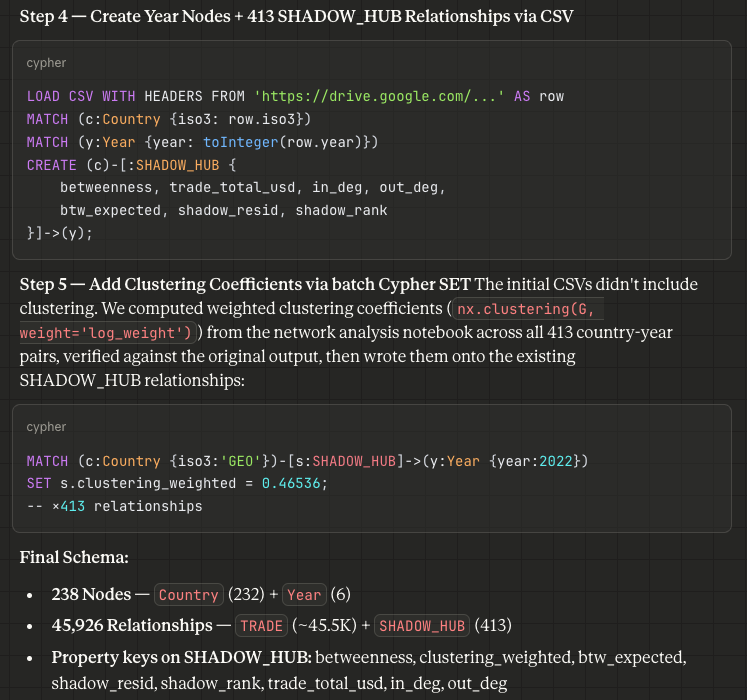 Step 4 — Create Year Nodes + 413 SHADOW_HUB Relationships via CSV
cypher
LOAD CSV WITH HEADERS FROM 'https://drive.google.com/...' AS row
MATCH (c:Country {iso3: row.iso3})
MATCH (y:Year {year: toInteger(row.year)})
CREATE (c)-[:SHADOW_HUB {
    betweenness, trade_total_usd, in_deg, out_deg,
    btw_expected, shadow_resid, shadow_rank
}]->(y);
Step 5 — Add Clustering Coefficients via batch Cypher SET The initial CSVs didn't include
clustering. We computed weighted clustering coefficients (nx.clustering(G,
weight='log_weight')) from the network analysis notebook across all 413 country-year
pairs, verified against the original output, then wrote them onto the existing
SHADOW_HUB relationships:
cypher
MATCH (c:Country {iso3:'GEO'})-[s:SHADOW_HUB]->(y:Year {year:2022})
SET s.clustering_weighted = 0.46536;
-- ×413 relationships
Final Schema:
• 238 Nodes — Country (232) + Year (6)
• 45,926 Relationships — TRADE (~45.5K) + SHADOW_HUB (413)
• Property keys on SHADOW_HUB: betweenness, clustering_weighted, btw_expected,
shadow_resid, shadow_rank, trade_total_usd, in_deg, out_deg